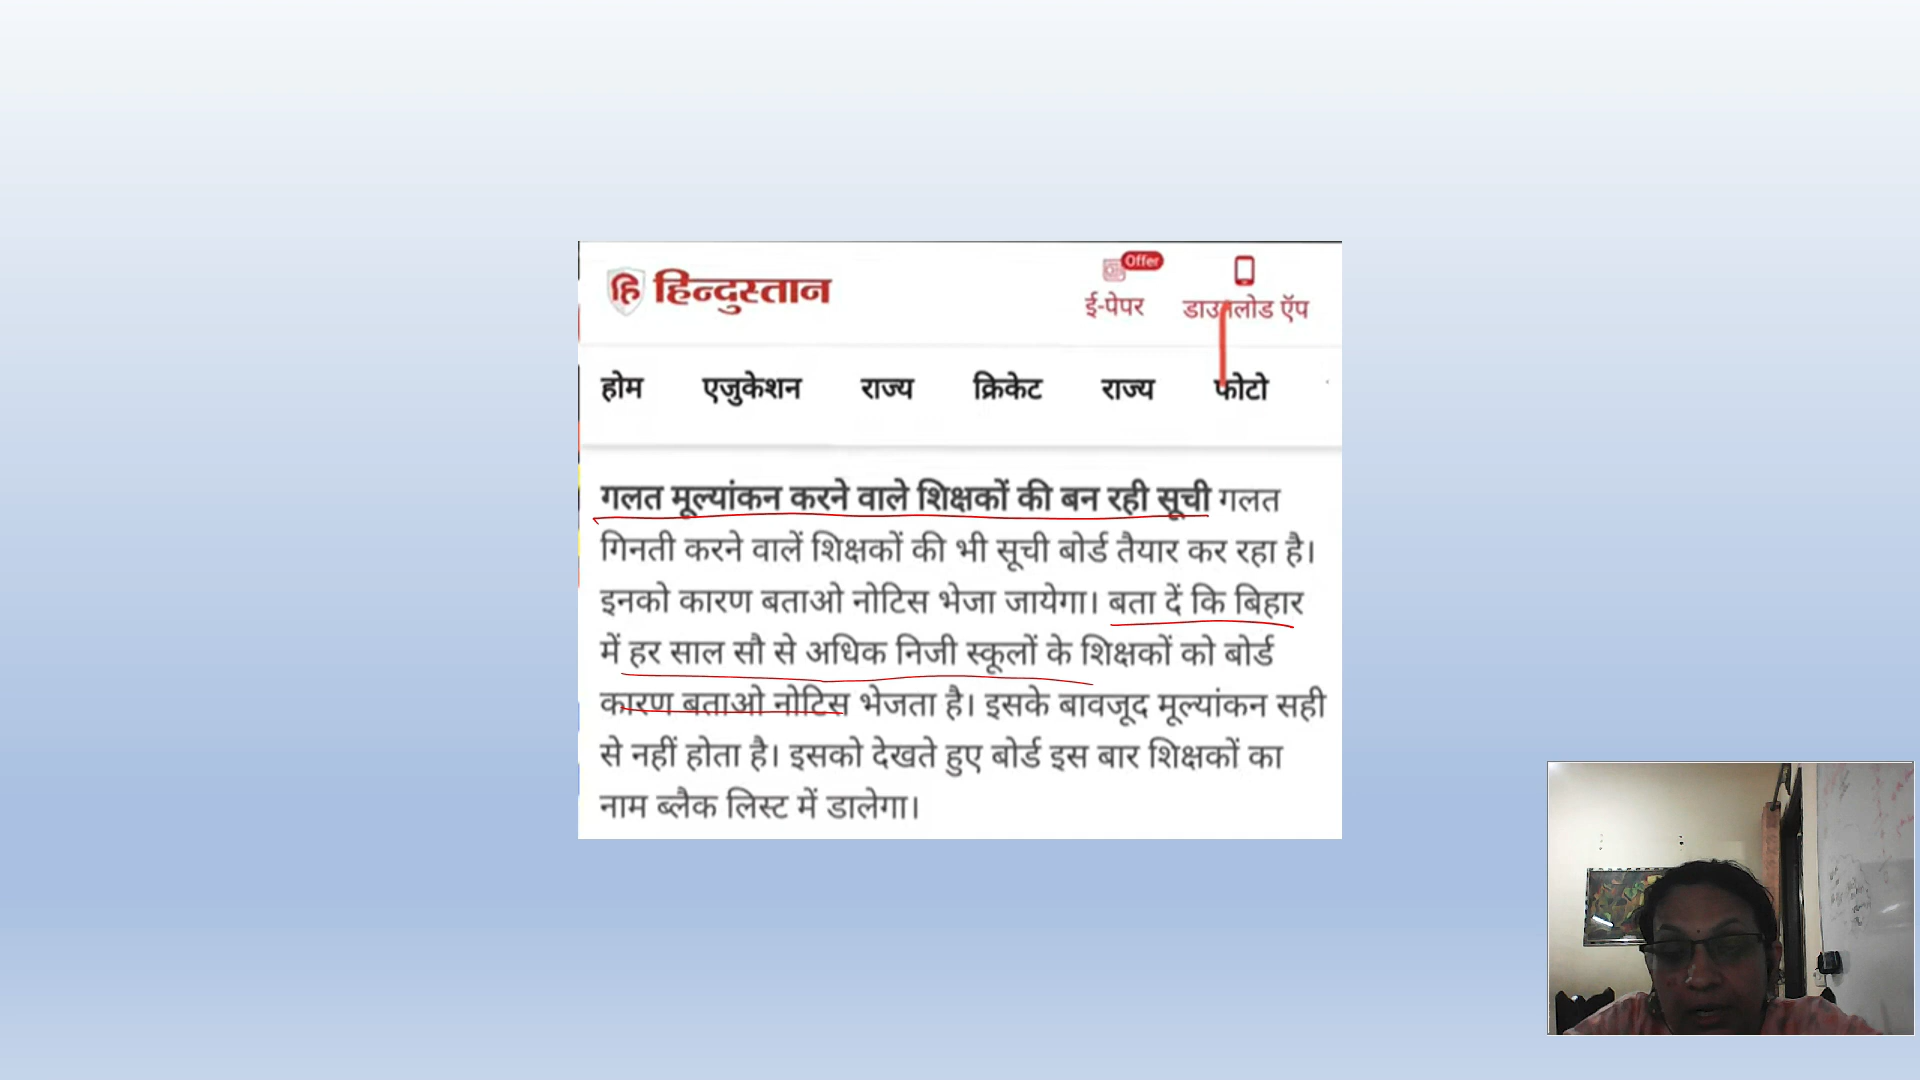 हि हिन्दुस्तान
Offer
ई-पेपर डाउनलोड ऍप
होम एजुकेशन राज्य क्रिकेट राज्य फोटो
गलत मूल्यांकन करने वाले शिक्षकों की बन रही सूची गलत
गिनती करने वालें शिक्षकों की भी सूची बोर्ड तैयार कर रहा है।
इनको कारण बताओ नोटिस भेजा जायेगा। बता दें कि बिहार
में हर साल सौ से अधिक निजी स्कूलों के शिक्षकों को बोर्ड
कारण बताओ नोटिस भेजता है। इसके बावजूद मूल्यांकन सही
से नहीं होता है। इसको देखते हुए बोर्ड इस बार शिक्षकों का
नाम ब्लैक लिस्ट में डालेगा।